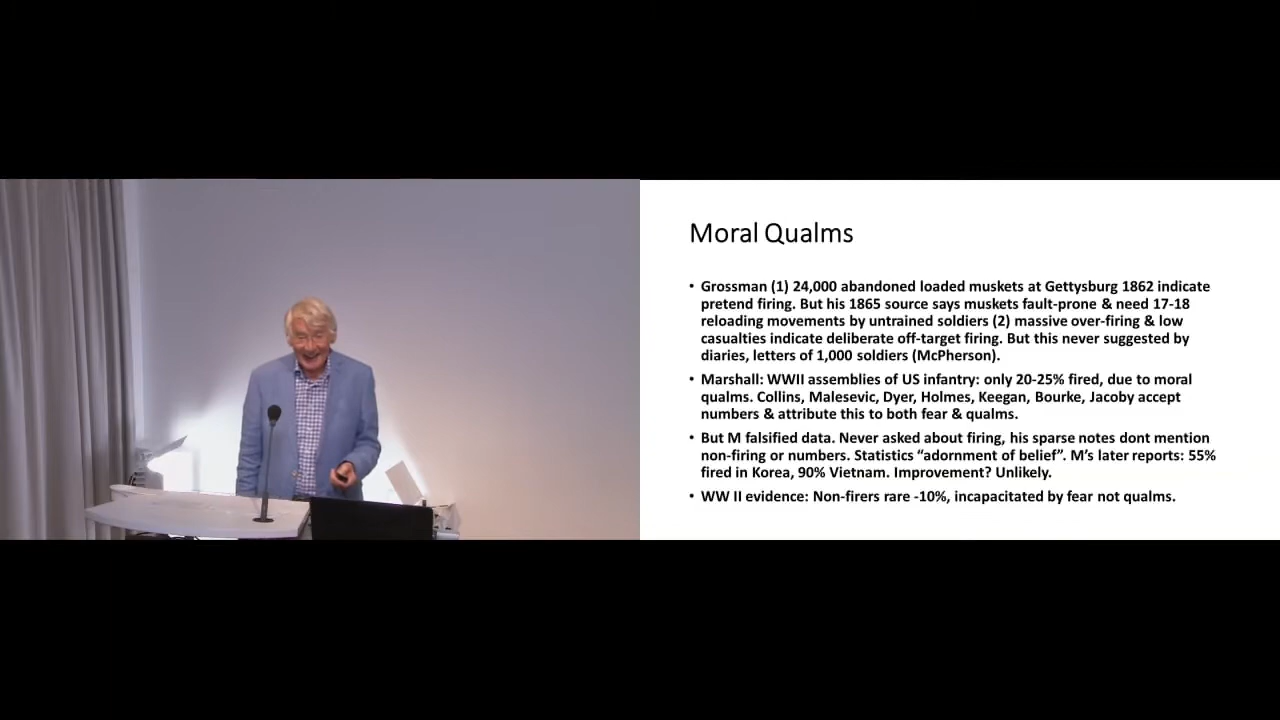 Moral Qualms
• Grossman (1) 24,000 abandoned loaded muskets at Gettysburg 1862 indicate
pretend firing. But his 1865 source says muskets fault-prone & need 17-18
reloading movements by untrained soldiers (2) massive over-firing & low
casualties indicate deliberate off-target firing. But this never suggested by
diaries, letters of 1,000 soldiers (McPherson).
• Marshall: WWII assemblies of US infantry: only 20-25% fired, due to moral
qualms. Collins, Malesevic, Dyer, Holmes, Keegan, Bourke, Jacoby accept
numbers & attribute this to both fear & qualms.
• But M falsified data. Never asked about firing, his sparse notes dont mention
non-firing or numbers. Statistics “adornment of belief”. M’s later reports: 55%
fired in Korea, 90% Vietnam. Improvement? Unlikely.
• WW II evidence: Non-firers rare -10%, incapacitated by fear not qualms.